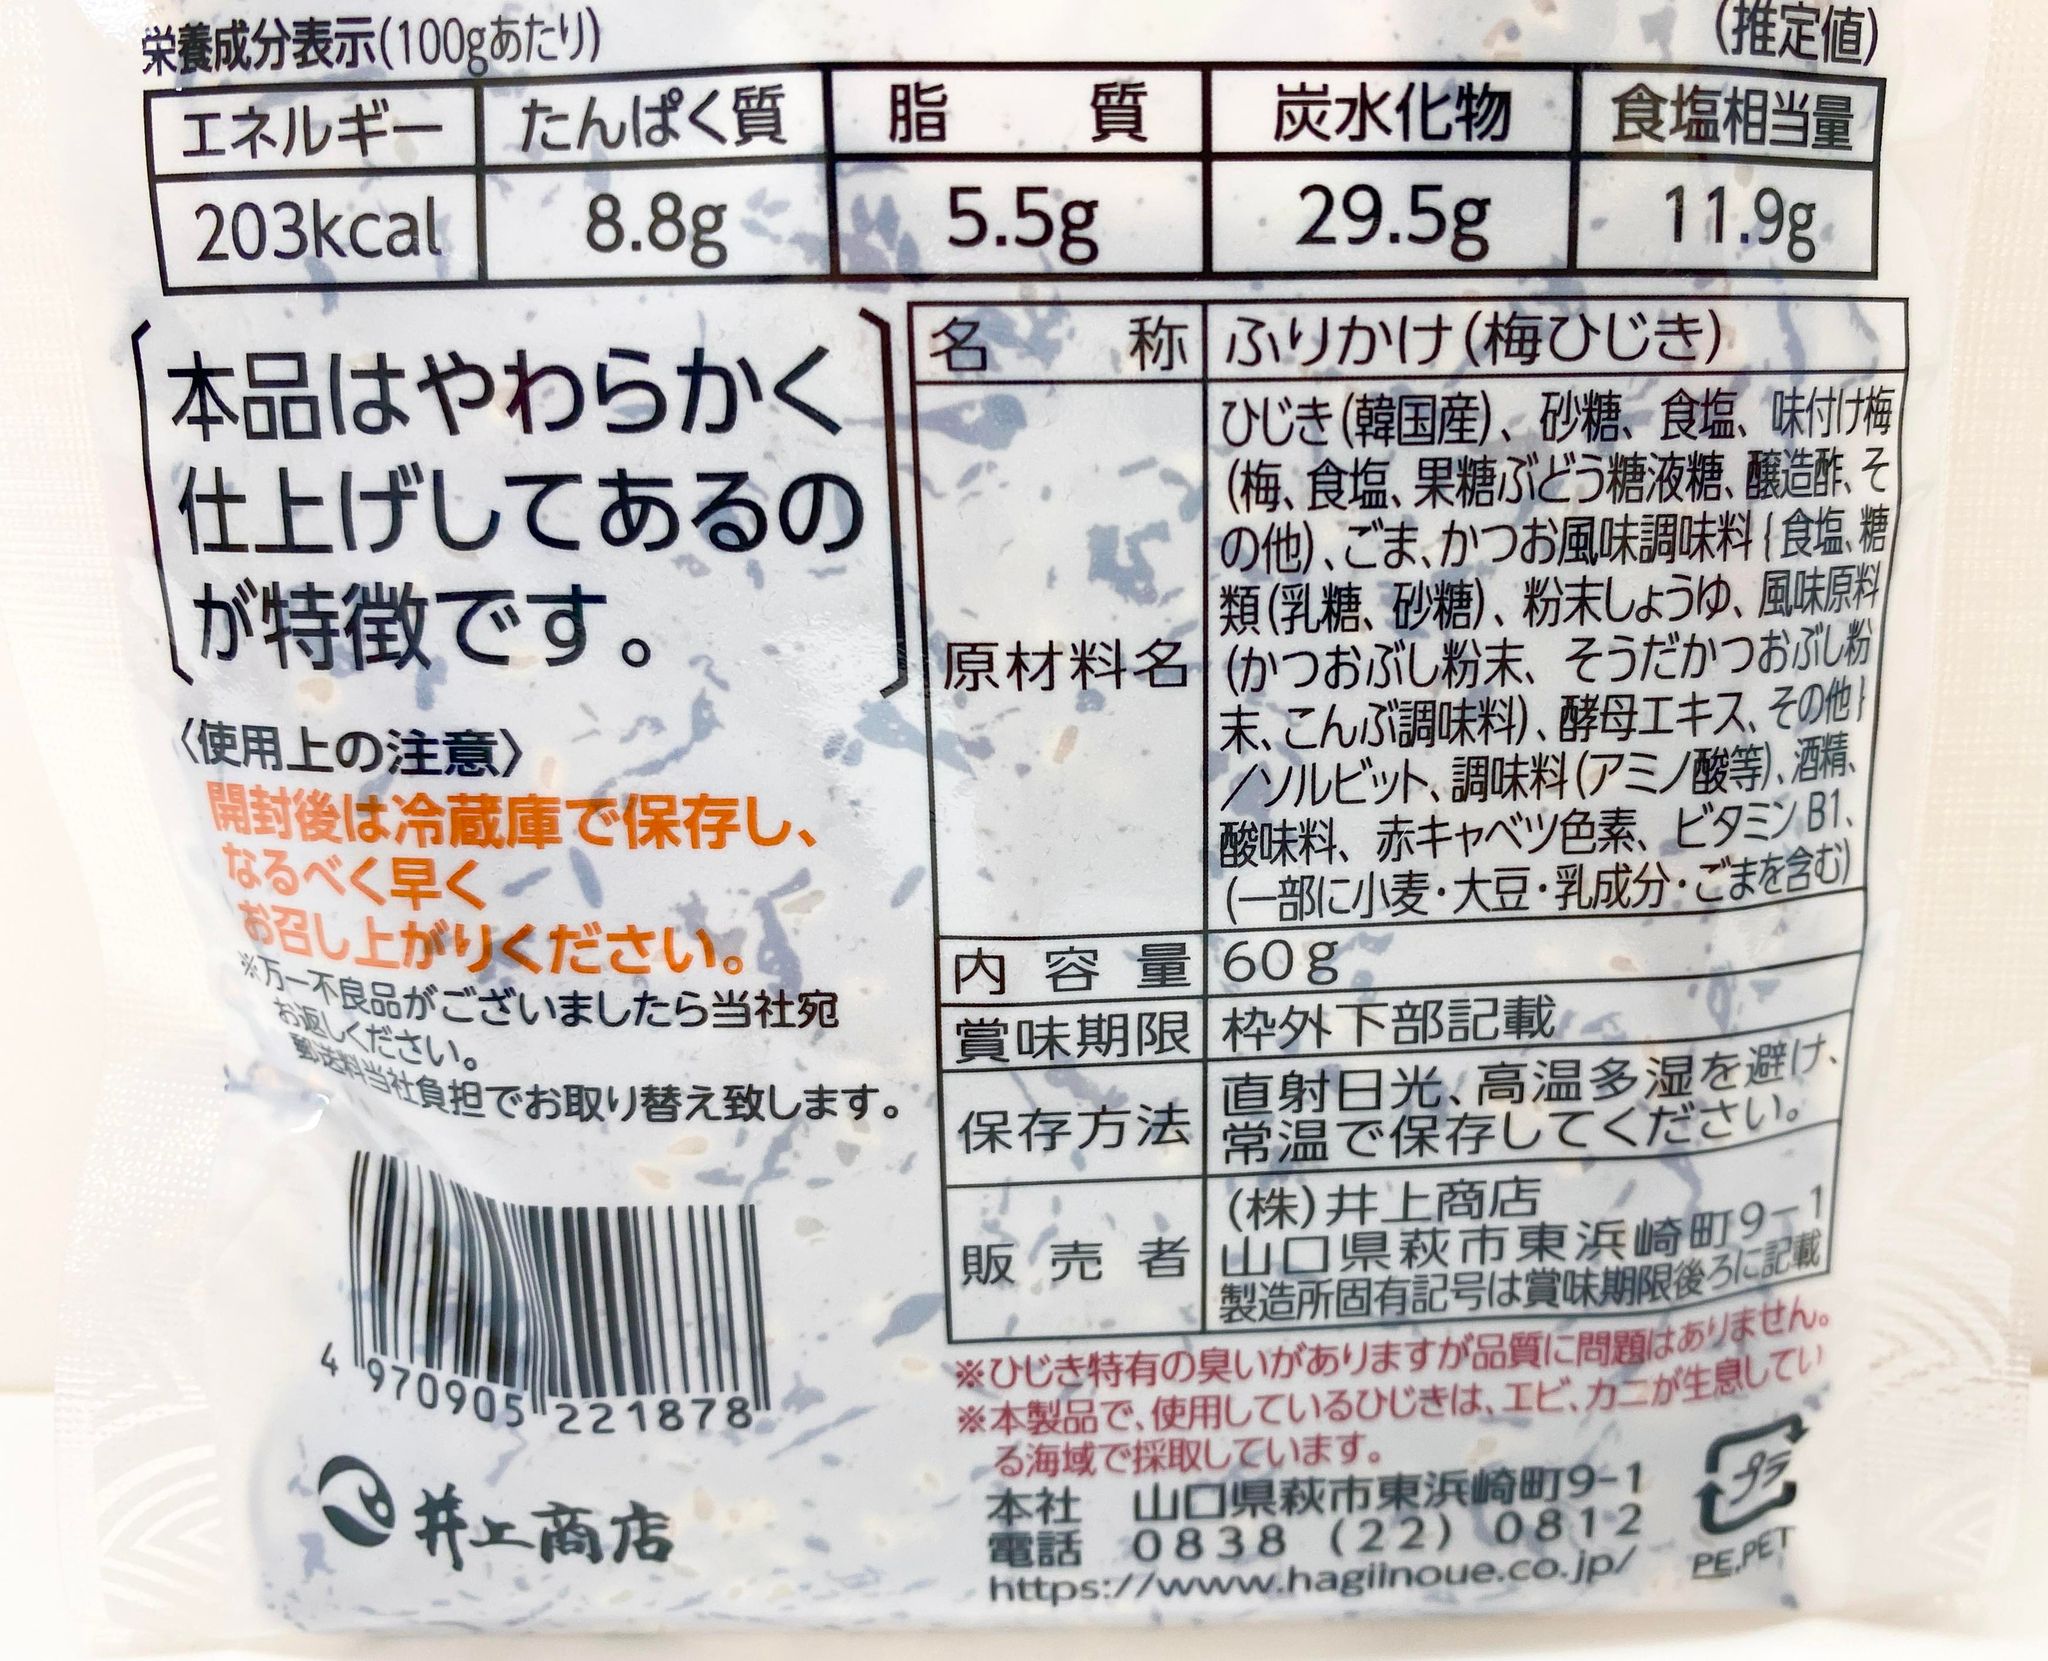 栄養成分表示(100gあたり)
(推定値)
エネルギー たんぱく質 脂質 炭水化物 食塩相当量
203kcal 8.8g 5.5g 29.5g 11.9g
本品はやわらかく
仕上げしてあるの
が特徴です。
〈使用上の注意〉
開封後は冷蔵庫で保存し、
なるべく早く
お召し上がりください。
※万一不良品がございましたら当社宛
お返しください。
郵送料当社負担でお取り替え致します。
4 970905 221878
井上商店
名称 ふりかけ(梅ひじき)
原材料名 ひじき(韓国産)、砂糖、食塩、味付け梅
(梅、食塩、果糖ぶどう糖液糖、醸造酢、そ
の他)、ごま、かつお風味調味料{食塩、糖
類(乳糖、砂糖)、粉末しょうゆ、風味原料
(かつおぶし粉末、そうだかつおぶし粉
末、こんぶ調味料)、酵母エキス、その他}
/ソルビット、調味料(アミノ酸等)、酒精、
酸味料、赤キャベツ色素、ビタミンB1、
(一部に小麦・大豆・乳成分・ごまを含む)
内容量 60g
賞味期限 枠外下部記載
保存方法 直射日光、高温多湿を避け、
常温で保存してください。
販売者 (株)井上商店
山口県萩市東浜崎町9-1
製造所固有記号は賞味期限後ろに記載
※ひじき特有の臭いがありますが品質に問題はありません。
※本製品で、使用しているひじきは、エビ、カニが生息してい
る海域で採取しています。
本社 山口県萩市東浜崎町9-1
電話 0838(22)0812
https://www.hagiinoue.co.jp/
プラ
PE,PET